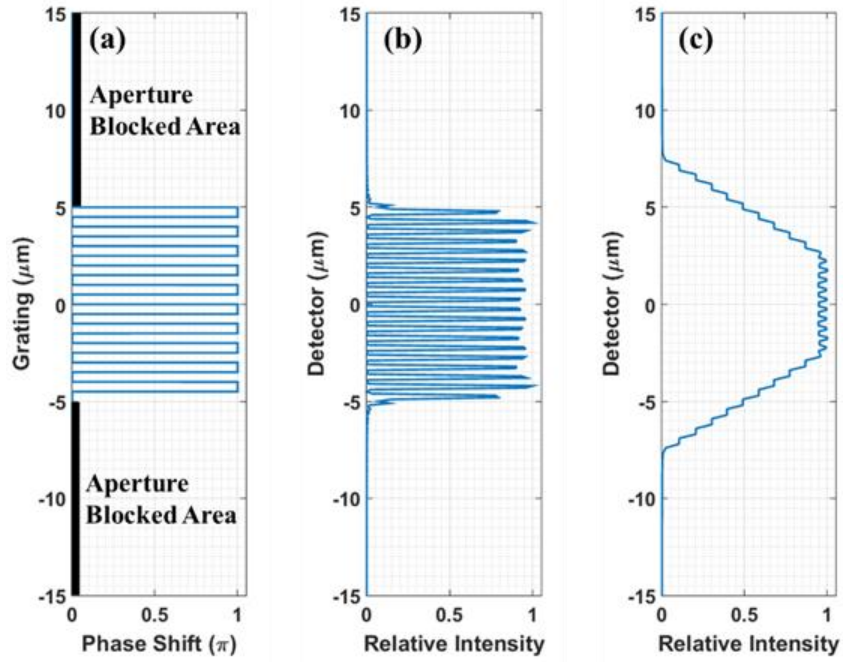 (a)
Aperture
Blocked Area
Aperture
Blocked Area
15
10
5
0
-5
-10
-15
Grating (μm)
0 0.5 1
Phase Shift (π)
(b)
15
10
5
0
-5
-10
-15
Detector (μm)
0 0.5 1
Relative Intensity
(c)
15
10
5
0
-5
-10
-15
Detector (μm)
0 0.5 1
Relative Intensity